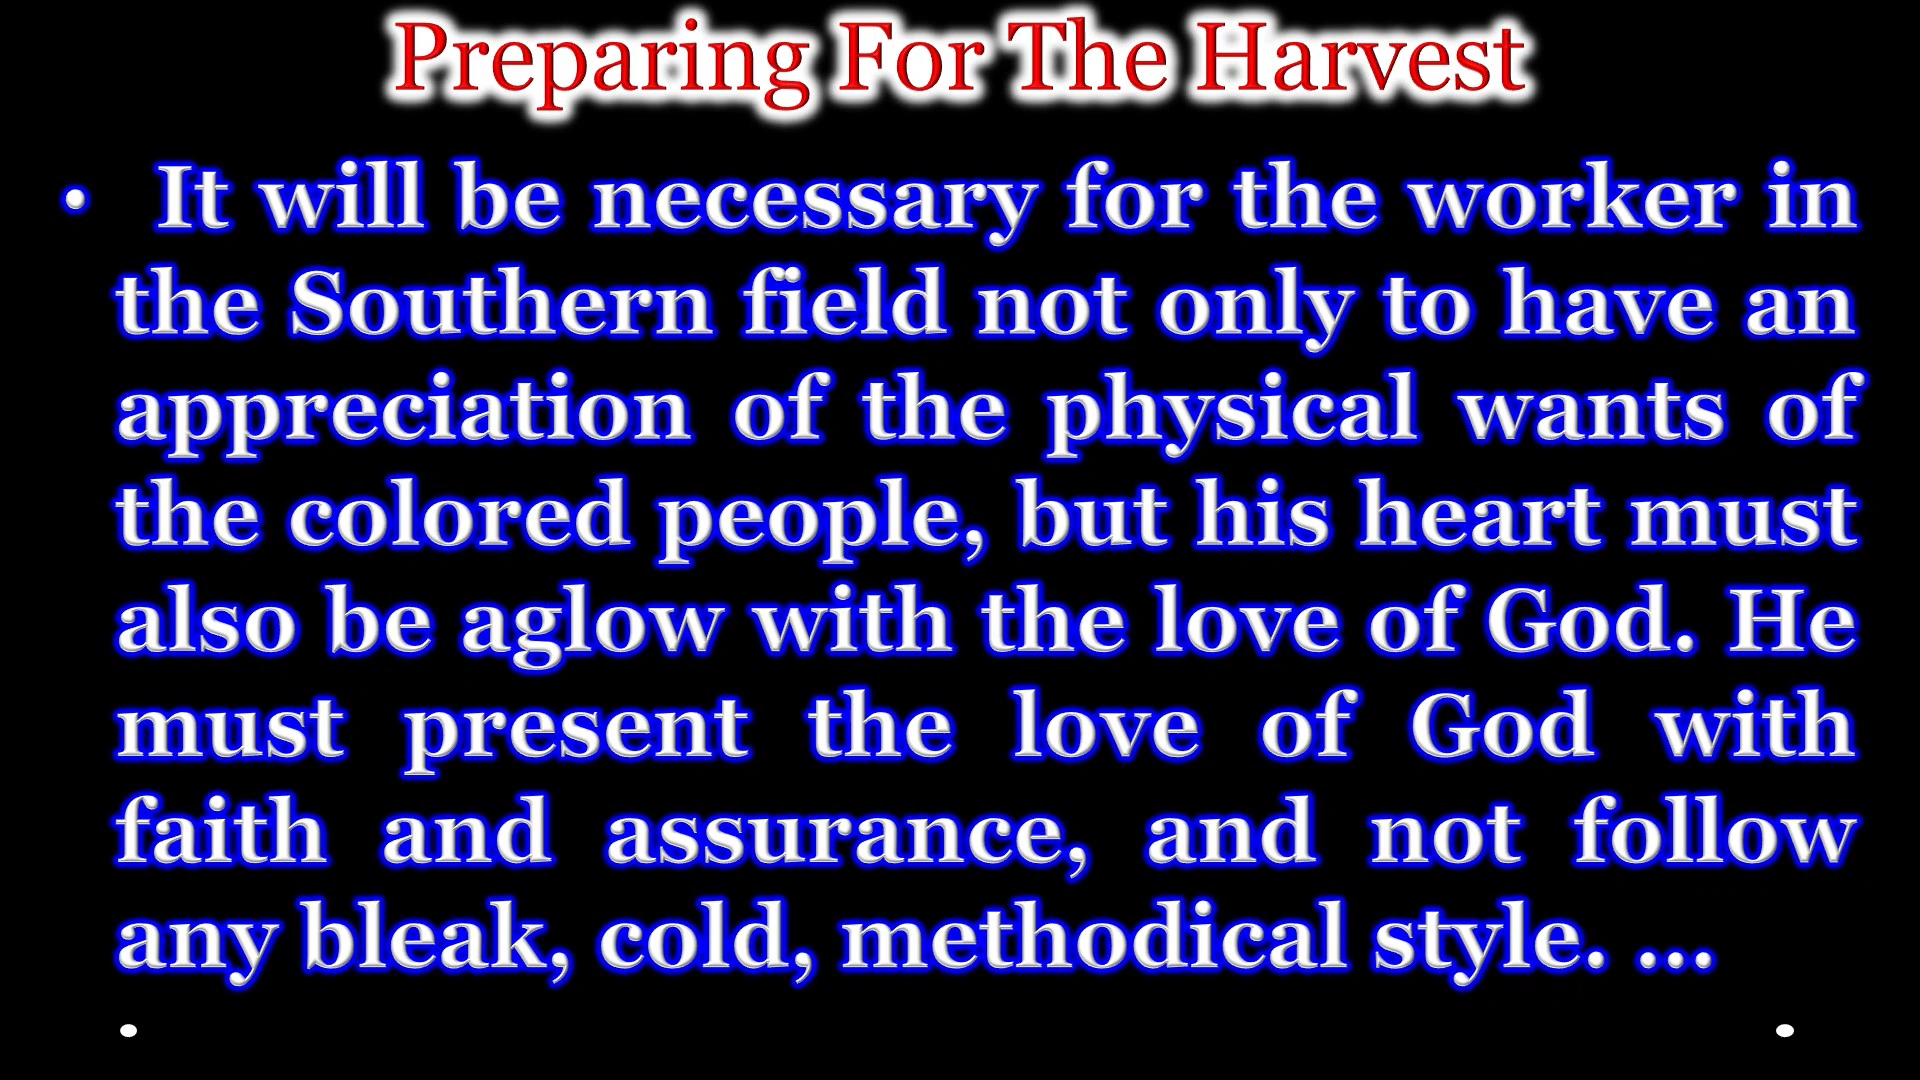 Preparing For The Harvest
• It will be necessary for the worker in
the Southern field not only to have an
appreciation of the physical wants of
the colored people, but his heart must
also be aglow with the love of God. He
must present the love of God with
faith and assurance, and not follow
any bleak, cold, methodical style. ...